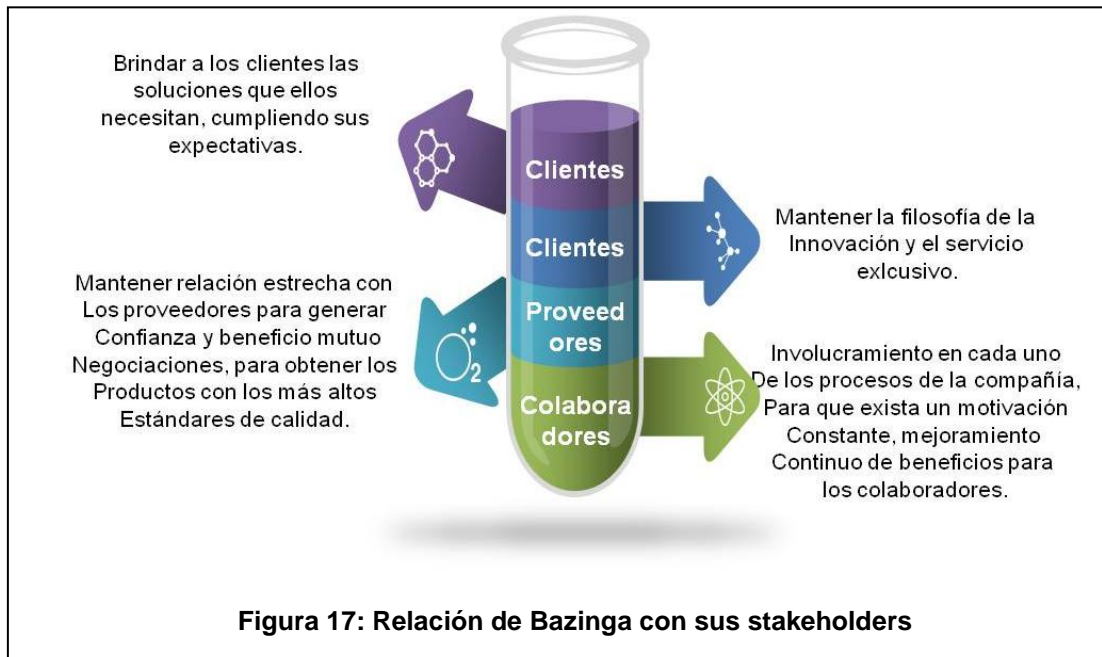 Brindar a los clientes las
soluciones que ellos
necesitan, cumpliendo sus
expectativas.
Clientes
Clientes
Mantener la filosofía de la
Innovación y el servicio
exlcusivo.
Mantener relación estrecha con
Los proveedores para generar
Confianza y beneficio mutuo
Negociaciones, para obtener los
Productos con los más altos
Estándares de calidad.
Proveed
ores
O2
Colabora
dores
Involucramiento en cada uno
De los procesos de la compañía,
Para que exista un motivación
Constante, mejoramiento
Continuo de beneficios para
los colaboradores.
Figura 17: Relación de Bazinga con sus stakeholders